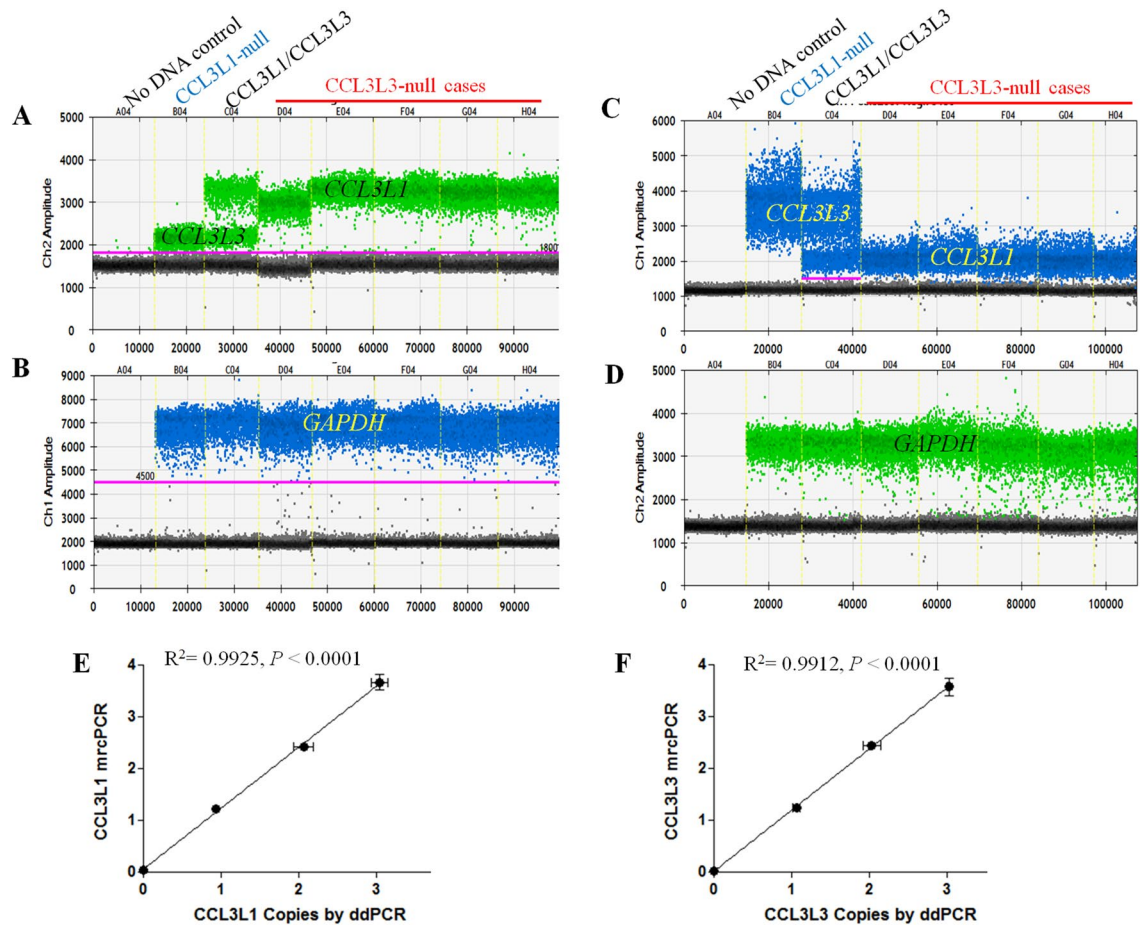 No DNA control
CCL3L1-null
CCL3L1/CCL3L3
CCL3L3-null cases
A
A04 B04 C04 D04 E04 F04 G04 H04
5000
4000
3000
2000
1000
0
Ch2 Amplitude
CCL3L1
CCL3L3
1800
0 10000 20000 30000 40000 50000 60000 70000 80000 90000
B
A04 B04 C04 D04 E04 F04 G04 H04
9000
8000
7000
6000
5000
4000
3000
2000
1000
0
Ch1 Amplitude
GAPDH
4500
0 10000 20000 30000 40000 50000 60000 70000 80000 90000
No DNA control
CCL3L1-null
CCL3L1/CCL3L3
CCL3L3-null cases
C
A04 B04 C04 D04 E04 F04 G04 H04
6000
5000
4000
3000
2000
1000
0
Ch1 Amplitude
CCL3L3
CCL3L1
0 20000 40000 60000 80000 100000
D
A04 B04 C04 D04 E04 F04 G04 H04
5000
4000
3000
2000
1000
0
Ch2 Amplitude
GAPDH
0 20000 40000 60000 80000 100000
E
R²= 0.9925, P < 0.0001
4
3
2
1
0
CCL3L1 mrcPCR
0 1 2 3
CCL3L1 Copies by ddPCR
F
R²= 0.9912, P < 0.0001
4
3
2
1
0
CCL3L3 mrcPCR
0 1 2 3
CCL3L3 Copies by ddPCR